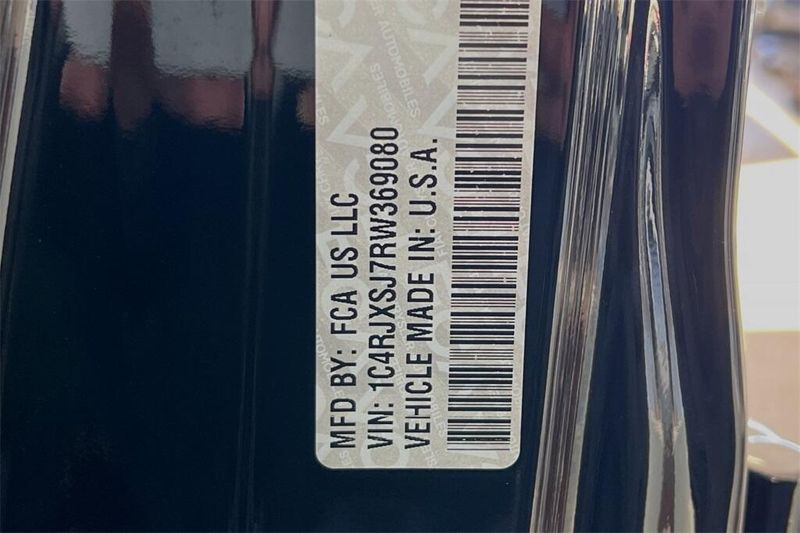 MFD BY: FCA US LLC
VIN: 1C4RJXSJ7RW369080
VEHICLE MADE IN: U.S.A.